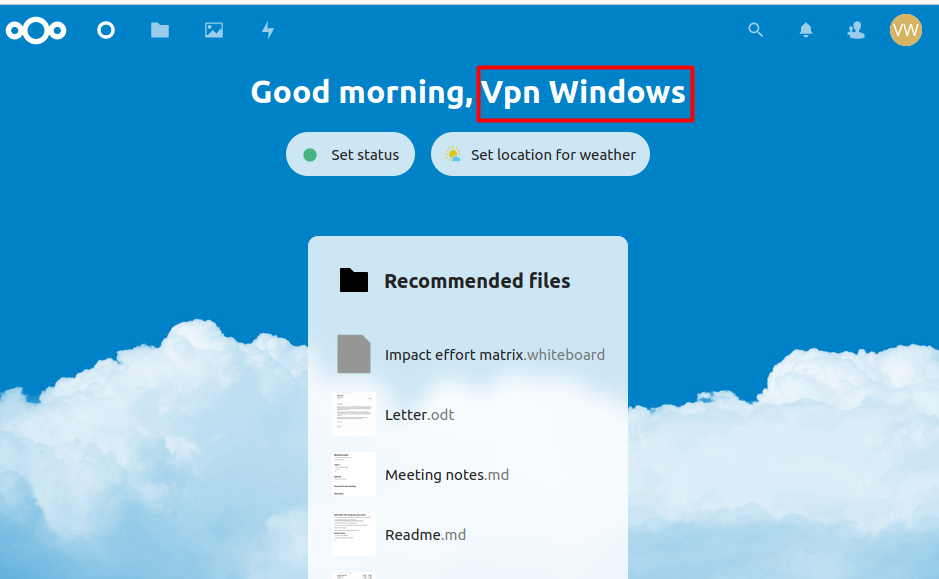 VW
Good morning, Vpn Windows
Set status
Set location for weather
Recommended files
Impact effort matrix.whiteboard
Letter.odt
Meeting notes.md
Readme.md